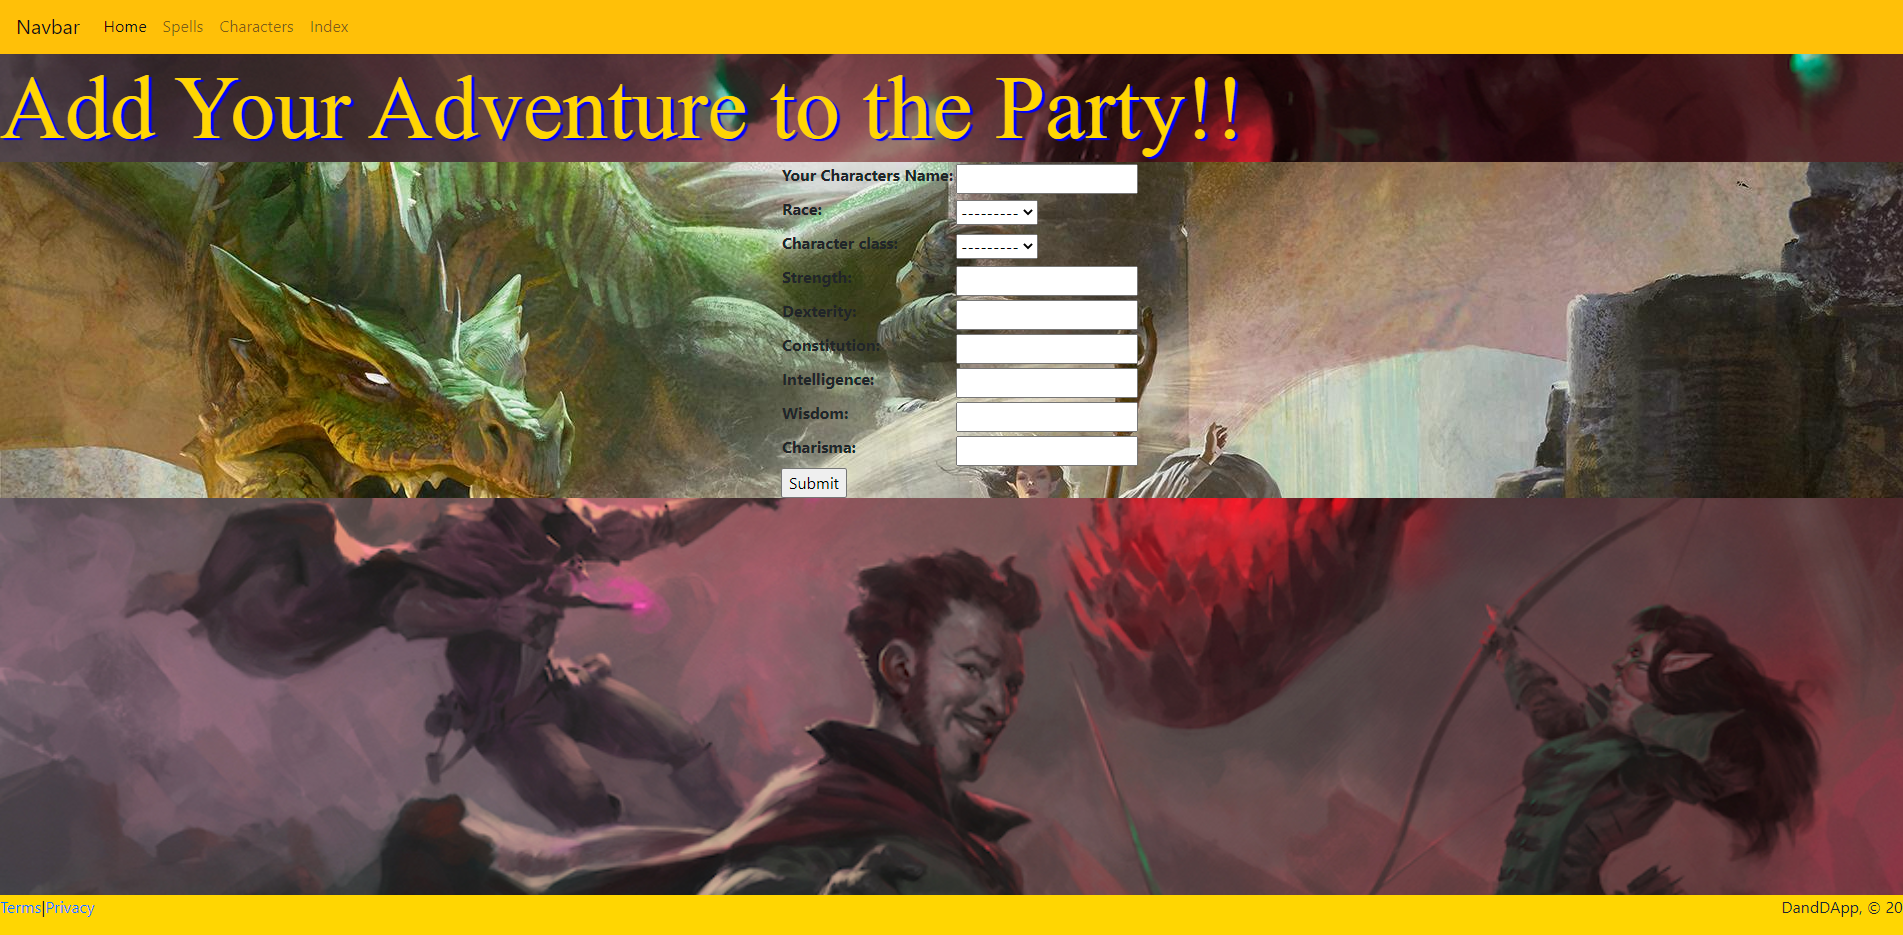 Navbar Home Spells Characters Index
Add Your Adventure to the Party!!
Your Characters Name:
Race: ---------
Character class: ---------
Strength:
Dexterity:
Constitution:
Intelligence:
Wisdom:
Charisma:
Submit
Terms|Privacy DandDApp, © 20